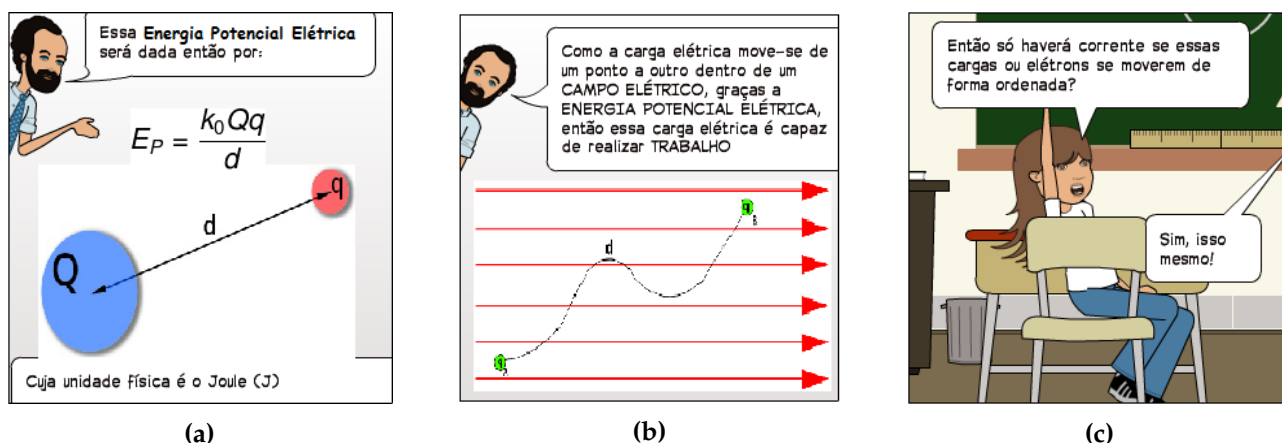 Essa Energia Potencial Elétrica
será dada então por:
E_P = k_0Qq / d
Q
d
q
Cuja unidade física é o Joule (J)
(a)
Como a carga elétrica move-se de
um ponto a outro dentro de um
CAMPO ELÉTRICO, graças a
ENERGIA POTENCIAL ELÉTRICA,
então essa carga elétrica é capaz
de realizar TRABALHO
q
d
q
(b)
Então só haverá corrente se essas
cargas ou elétrons se moverem de
forma ordenada?
Sim, isso
mesmo!
(c)